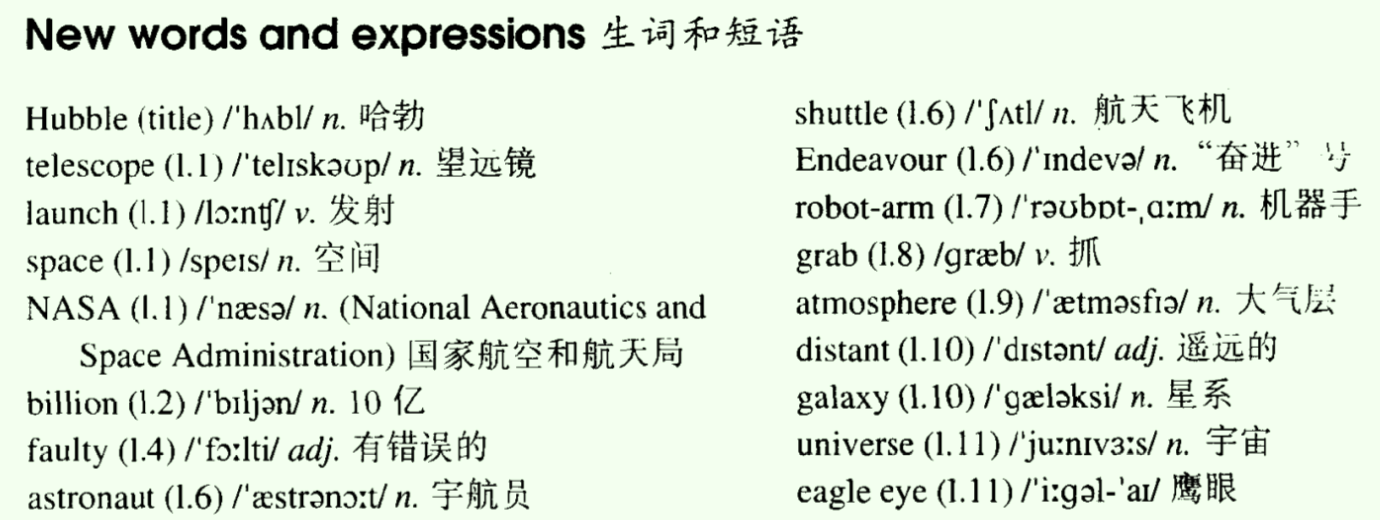 New words and expressions 生词和短语
Hubble (title) /ˈhʌbl/ n. 哈勃
telescope (l.1) /ˈtelɪskəʊp/ n. 望远镜
launch (l.1) /lɔːntʃ/ v. 发射
space (l.1) /speɪs/ n. 空间
NASA (l.1) /ˈnæsə/ n. (National Aeronautics and
Space Administration) 国家航空和航天局
billion (l.2) /ˈbɪljən/ n. 10 亿
faulty (l.4) /ˈfɔːlti/ adj. 有错误的
astronaut (l.6) /ˈæstrənɔːt/ n. 宇航员
shuttle (l.6) /ˈʃʌtl/ n. 航天飞机
Endeavour (l.6) /ˈɪndevə/ n. “奋进”号
robot-arm (l.7) /ˈrəʊbɒt-ˌɑːm/ n. 机器手
grab (l.8) /ɡræb/ v. 抓
atmosphere (l.9) /ˈætməsfɪə/ n. 大气层
distant (l.10) /ˈdɪstənt/ adj. 遥远的
galaxy (l.10) /ˈɡæləksi/ n. 星系
universe (l.11) /ˈjuːnɪvɜːs/ n. 宇宙
eagle eye (l.11) /ˈiːɡəl-ˈaɪ/ 鹰眼